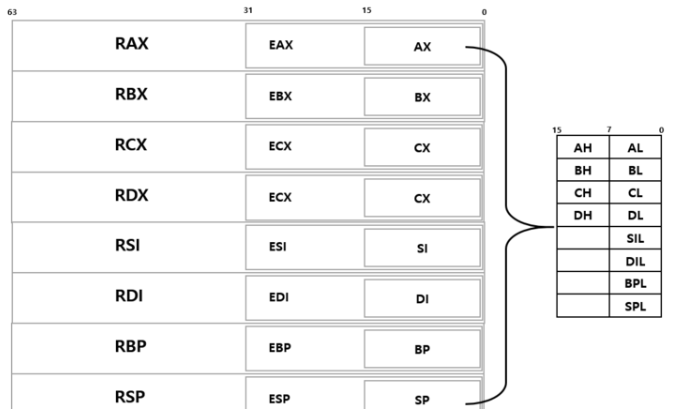 63 31 15 0
RAX EAX AX
RBX EBX BX
RCX ECX CX
RDX ECX CX
RSI ESI SI
RDI EDI DI
RBP EBP BP
RSP ESP SP
15 7 0
AH AL
BH BL
CH CL
DH DL
SIL
DIL
BPL
SPL